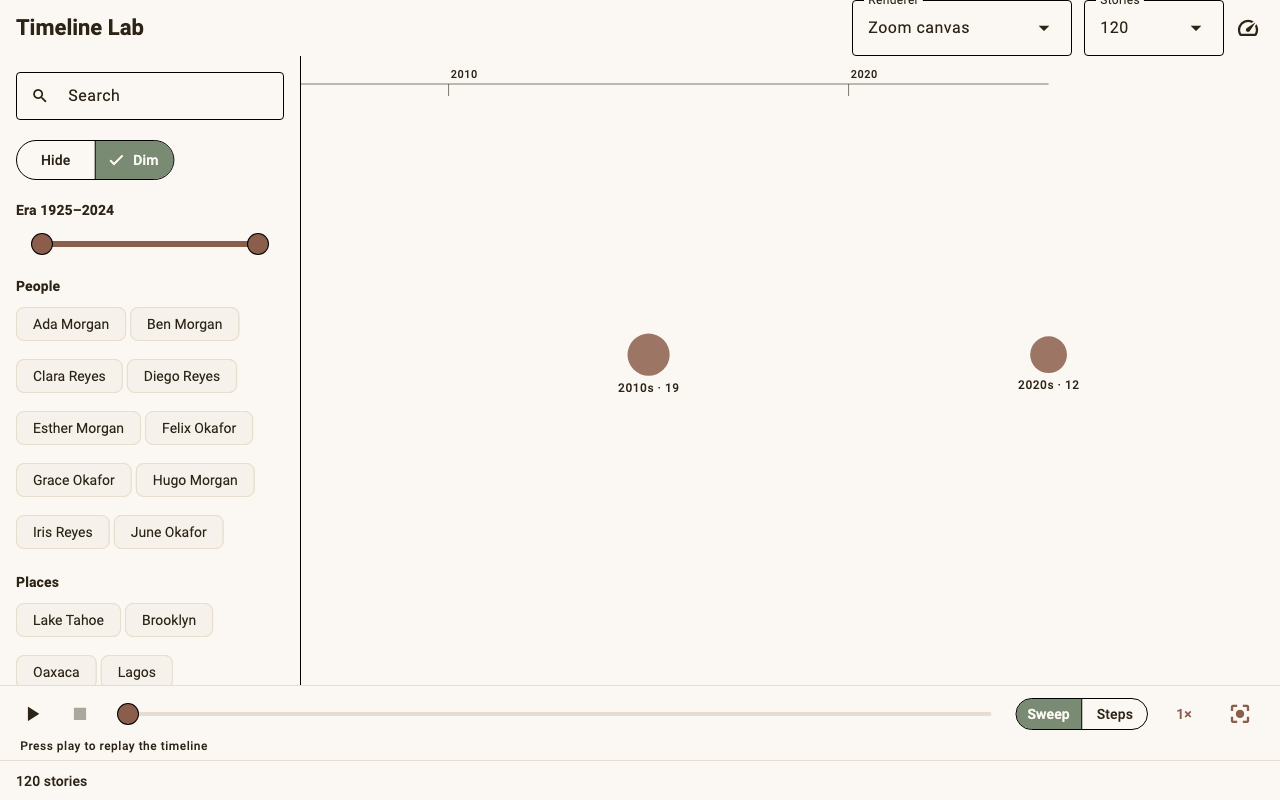 Timeline Lab
Renderer
Zoom canvas
Stories
120
Search
Hide
Dim
Era 1925–2024
People
Ada Morgan
Ben Morgan
Clara Reyes
Diego Reyes
Esther Morgan
Felix Okafor
Grace Okafor
Hugo Morgan
Iris Reyes
June Okafor
Places
Lake Tahoe
Brooklyn
Oaxaca
Lagos
2010
2020
2010s · 19
2020s · 12
Sweep
Steps
1×
Press play to replay the timeline
120 stories